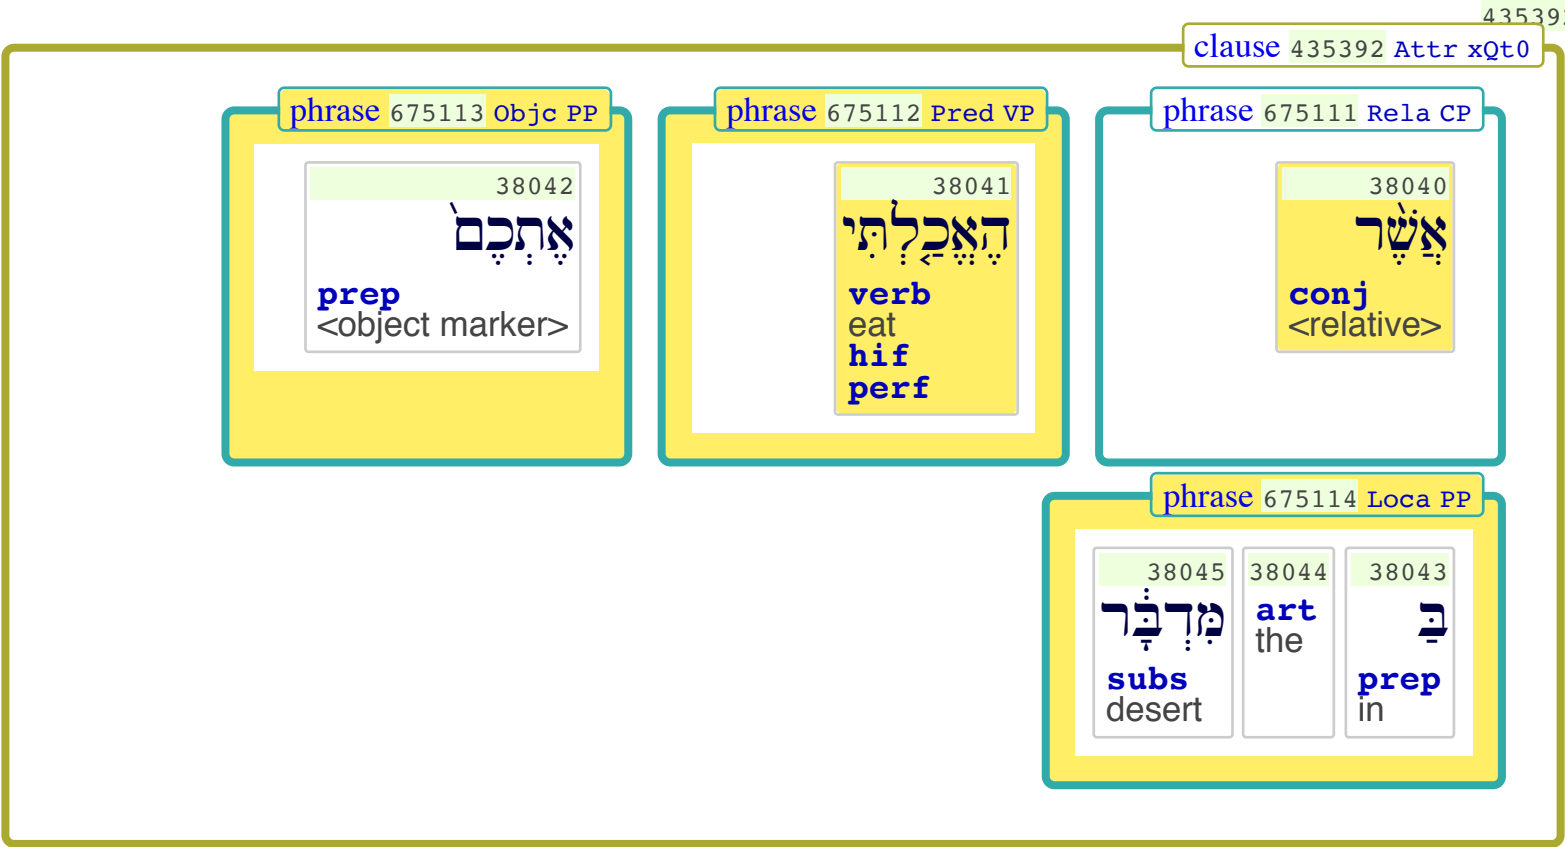 435392
clause 435392 Attr xQt0
phrase 675111 Rela CP
38040
אֲשֶׁ֨ר
conj
<relative>
phrase 675112 Pred VP
38041
הֶאֱכַ֤לְתִּי
verb
eat
hif
perf
phrase 675113 Objc PP
38042
אֶתְכֶם֙
prep
<object marker>
phrase 675114 Loca PP
38043
בַּ
prep
in
38044
art
the
38045
מִּדְבָּ֔ר
subs
desert